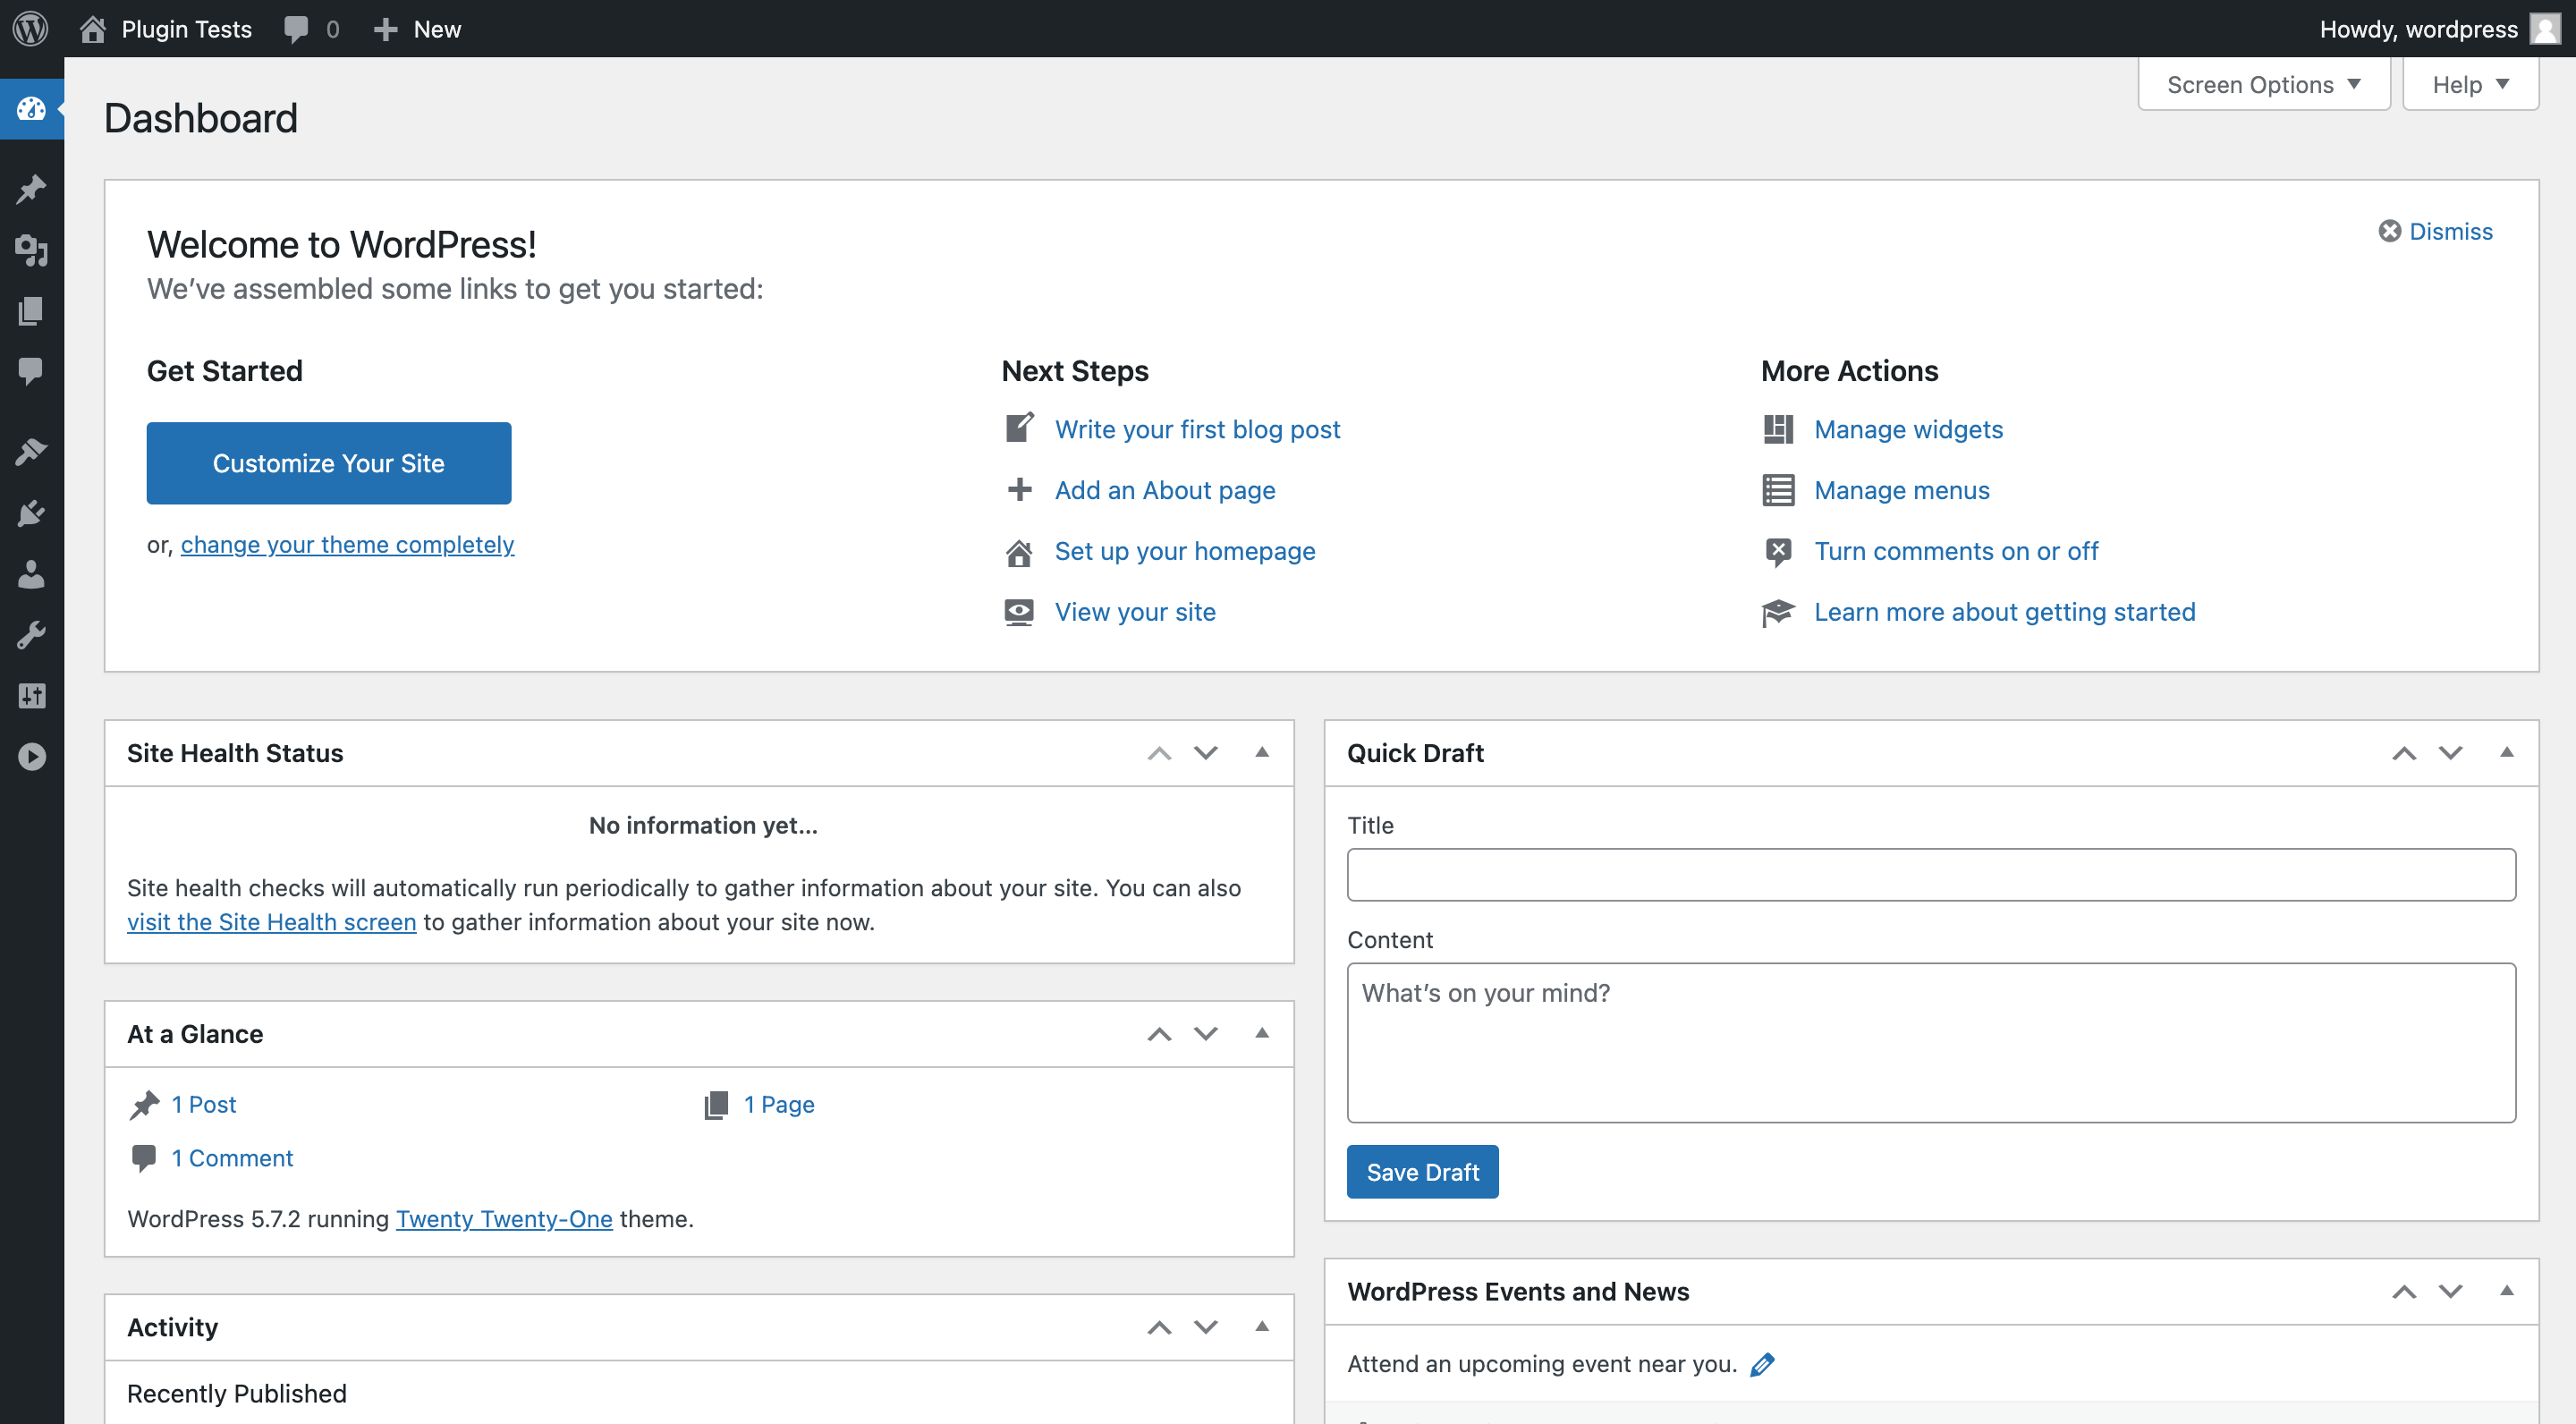 Plugin Tests 0 New Howdy, wordpress
Screen Options Help
Dashboard
Welcome to WordPress!
Dismiss
We’ve assembled some links to get you started:
Get Started
Customize Your Site
or, change your theme completely
Next Steps
Write your first blog post
Add an About page
Set up your homepage
View your site
More Actions
Manage widgets
Manage menus
Turn comments on or off
Learn more about getting started
Site Health Status
No information yet...
Site health checks will automatically run periodically to gather information about your site. You can also
visit the Site Health screen to gather information about your site now.
At a Glance
1 Post
1 Page
1 Comment
WordPress 5.7.2 running Twenty Twenty-One theme.
Activity
Recently Published
Quick Draft
Title
Content
What’s on your mind?
Save Draft
WordPress Events and News
Attend an upcoming event near you.